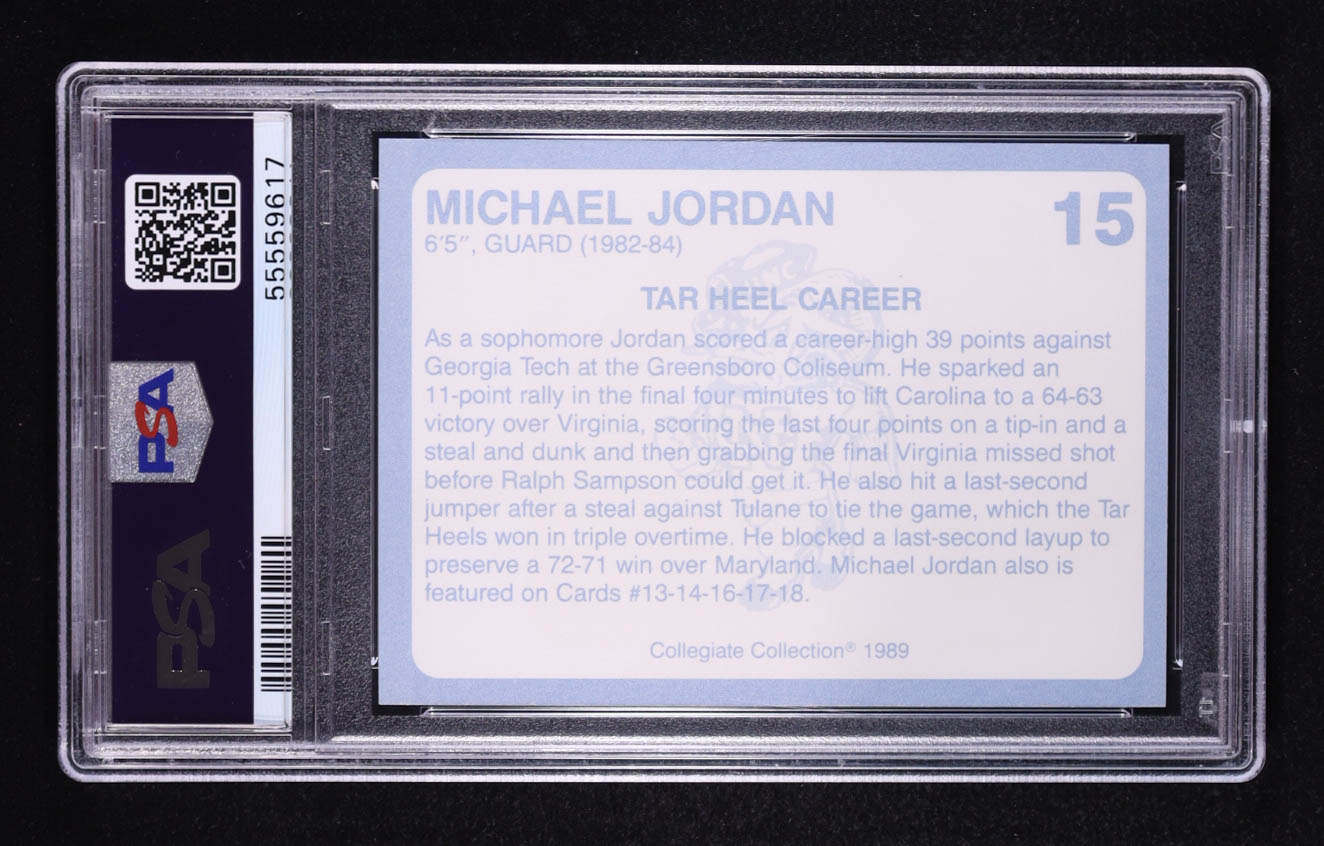 MICHAEL JORDAN
15
6'5", GUARD (1982-84)
TAR HEEL CAREER
As a sophomore Jordan scored a career-high 39 points against
Georgia Tech at the Greensboro Coliseum. He sparked an
11-point rally in the final four minutes to lift Carolina to a 64-63
victory over Virginia, scoring the last four points on a tip-in and a
steal and dunk and then grabbing the final Virginia missed shot
before Ralph Sampson could get it. He also hit a last-second
jumper after a steal against Tulane to tie the game, which the Tar
Heels won in triple overtime. He blocked a last-second layup to
preserve a 72-71 win over Maryland. Michael Jordan also is
featured on Cards #13-14-16-17-18.
Collegiate Collection® 1989
55559617
PSA
PSA